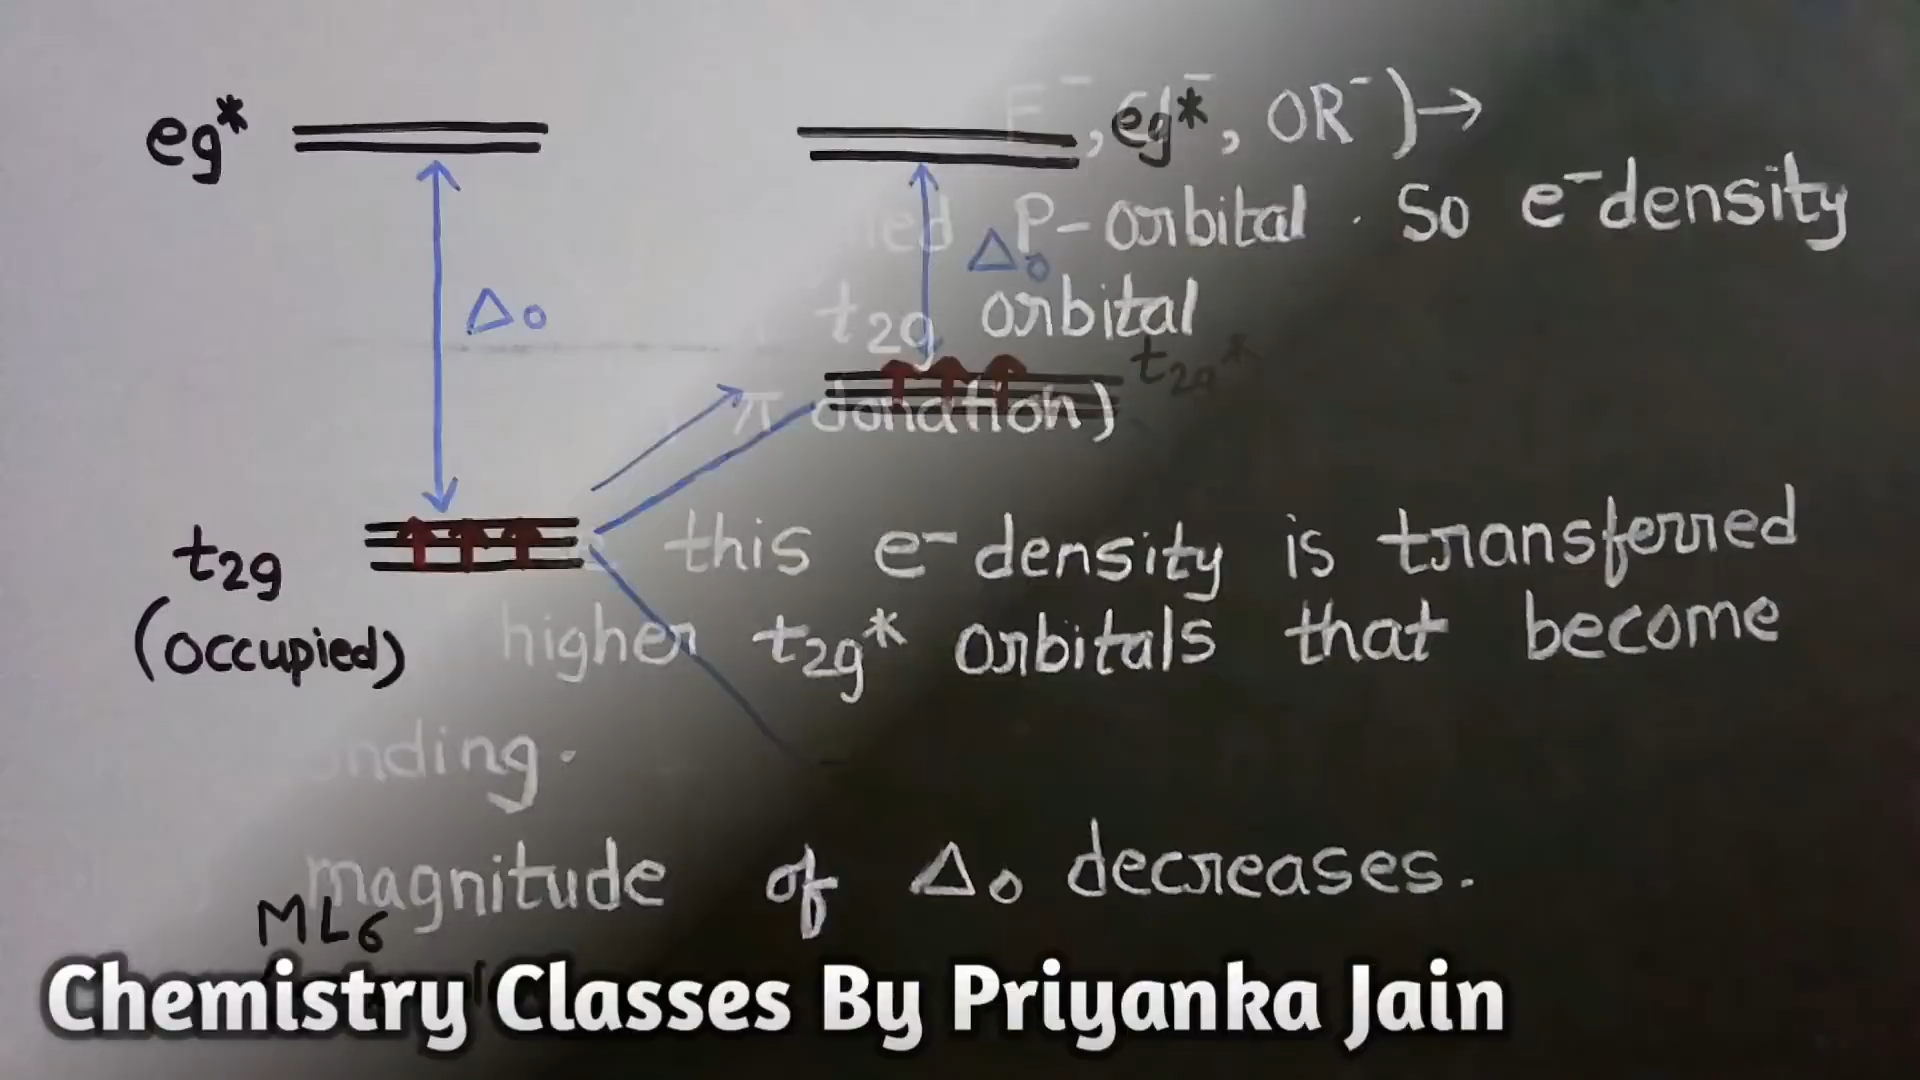 eg*
eg*
, OR⁻)→
P-orbital . So e⁻density
Δo
Δo
t2g orbital
t2g*
π donation)
t2g
(occupied)
this e⁻density is transferred
higher t2g* orbitals that become
magnitude of Δo decreases.
ML6
Chemistry Classes By Priyanka Jain